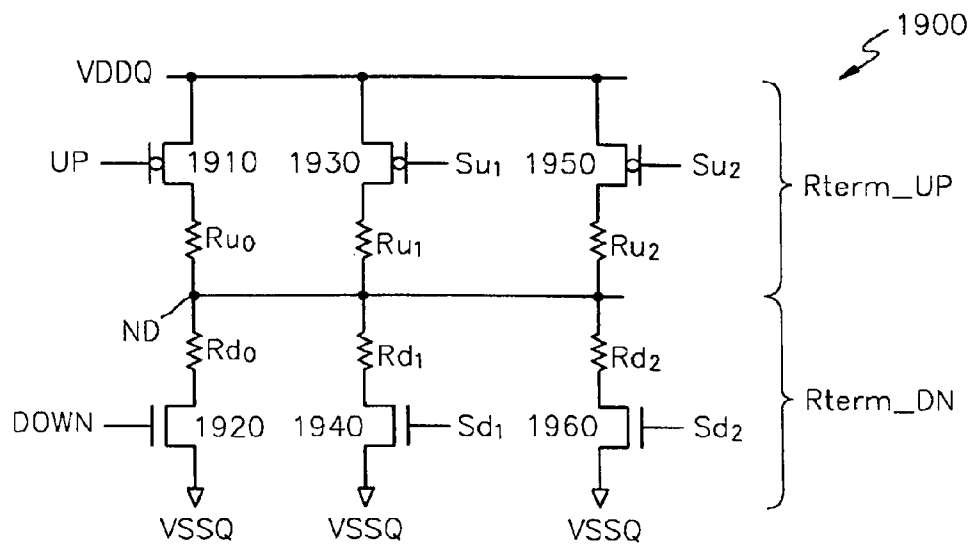 1900
VDDQ
UP 1910 1930 Su1 1950 Su2
Rterm_UP
Ru0 Ru1 Ru2
ND
Rd0 Rd1 Rd2
Rterm_DN
DOWN 1920 1940 Sd1 1960 Sd2
VSSQ VSSQ VSSQ